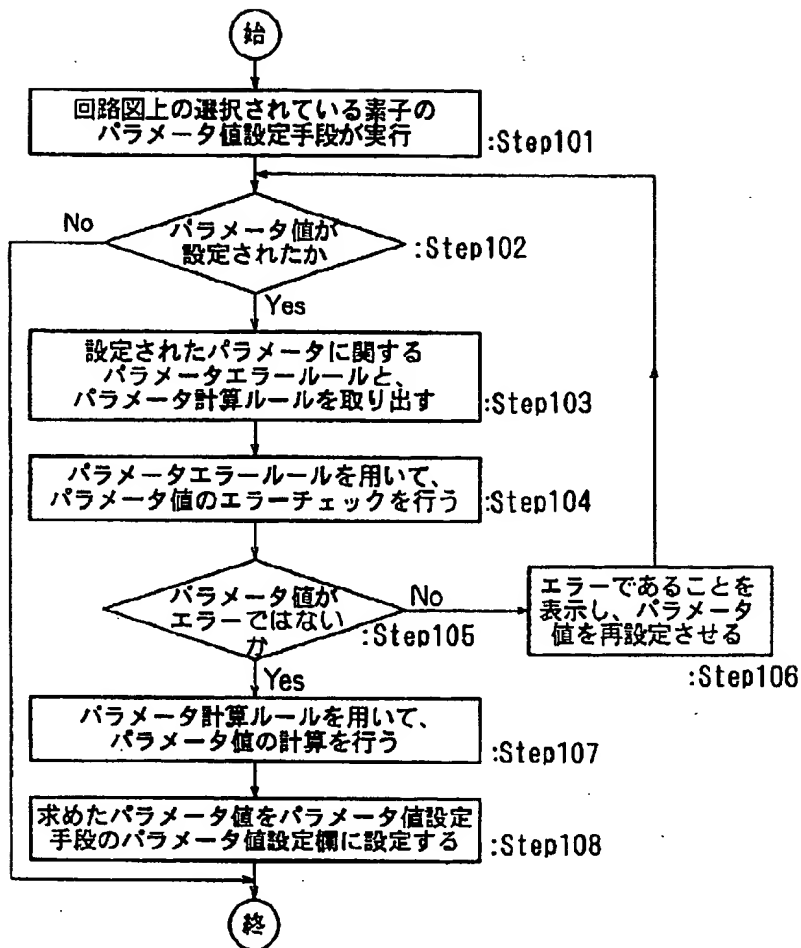 始
回路図上の選択されている素子の
パラメータ値設定手段が実行
:Step101
No
パラメータ値が
設定されたか
:Step102
Yes
設定されたパラメータに関する
パラメータエラールールと、
パラメータ計算ルールを取り出す
:Step103
パラメータエラールールを用いて、
パラメータ値のエラーチェックを行う
:Step104
パラメータ値が
エラーではない
か
:Step105
No
エラーであることを
表示し、パラメータ
値を再設定させる
:Step106
Yes
パラメータ計算ルールを用いて、
パラメータ値の計算を行う
:Step107
求めたパラメータ値をパラメータ値設定
手段のパラメータ値設定欄に設定する
:Step108
終